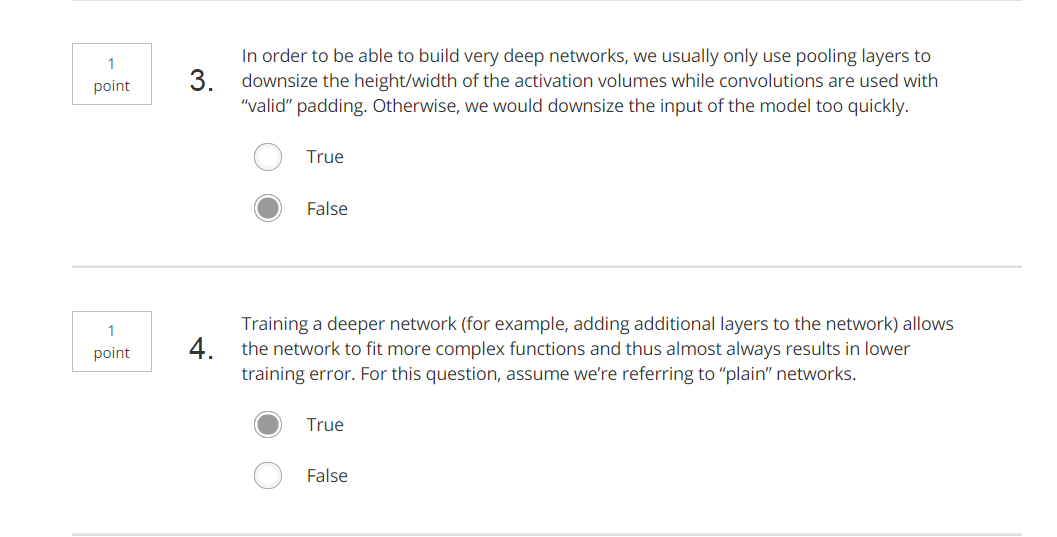 1
point
3.
In order to be able to build very deep networks, we usually only use pooling layers to
downsize the height/width of the activation volumes while convolutions are used with
“valid” padding. Otherwise, we would downsize the input of the model too quickly.
True
False
1
point
4.
Training a deeper network (for example, adding additional layers to the network) allows
the network to fit more complex functions and thus almost always results in lower
training error. For this question, assume we’re referring to “plain” networks.
True
False